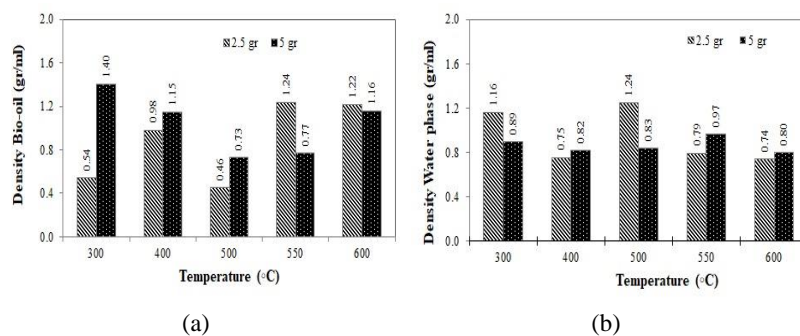 Density Bio-oil (gr/ml)
2.0
1.6
1.2
0.8
0.4
0.0
2.5 gr 5 gr
0.54 1.40 0.98 1.15 0.46 0.73 1.24 0.77 1.22 1.16
300 400 500 550 600
Temperature (◦C)
(a)
Density Water phase (gr/ml)
2.0
1.6
1.2
0.8
0.4
0.0
2.5 gr 5 gr
1.16 0.89 0.75 0.82 1.24 0.83 0.79 0.97 0.74 0.80
300 400 500 550 600
Temperature (◦C)
(b)